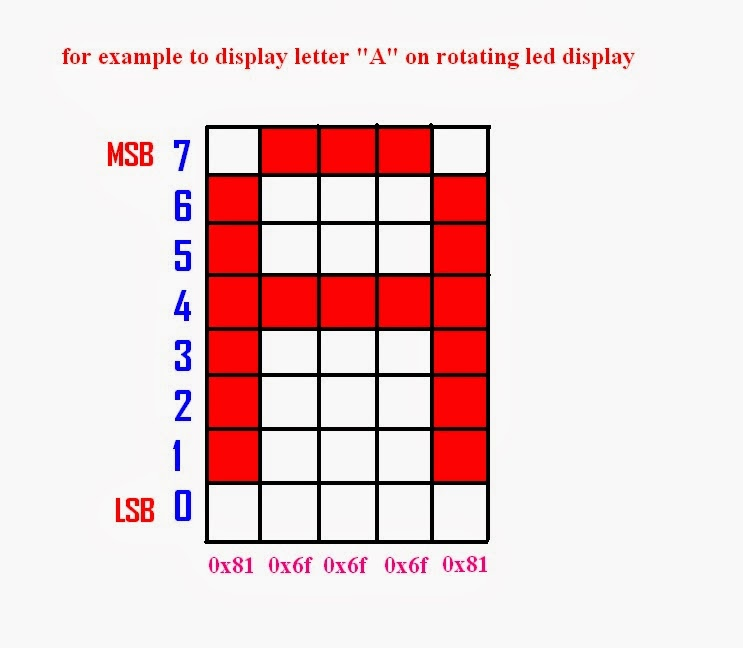 for example to display letter "A" on rotating led display
MSB 7
6
5
4
3
2
1
LSB 0
0x81 0x6f 0x6f 0x6f 0x81